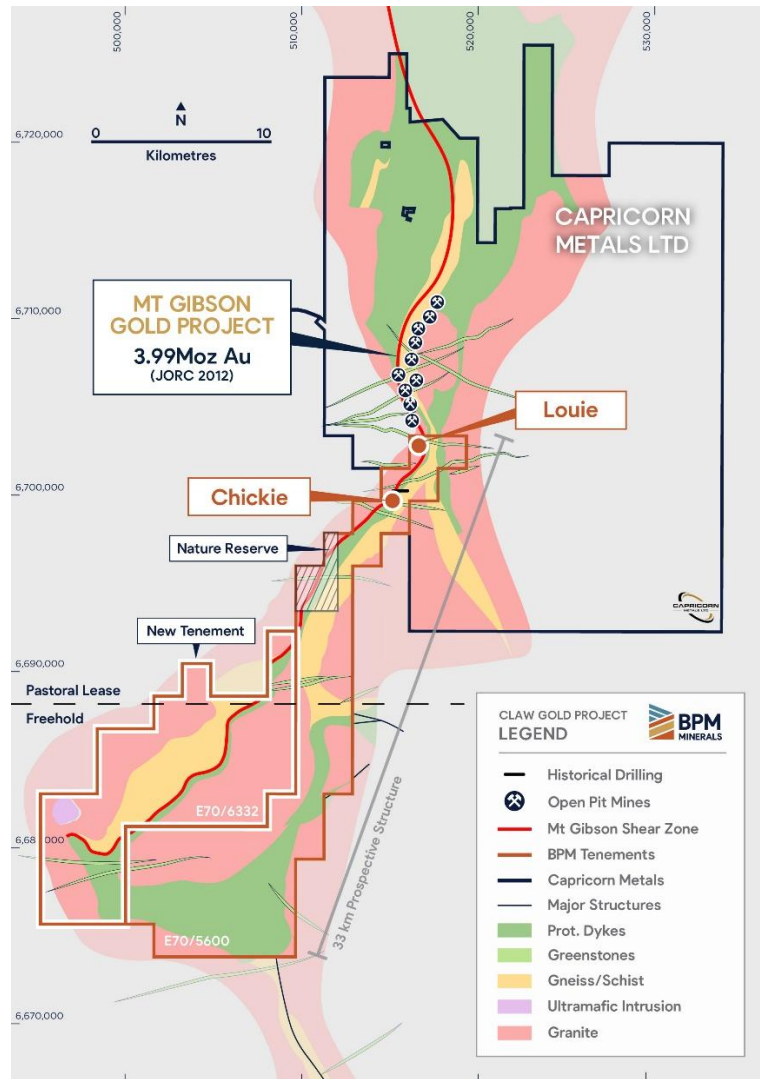 500,000
510,000
520,000
530,000
6,720,000
N
0 10
Kilometres
CAPRICORN
METALS LTD
6,710,000
MT GIBSON
GOLD PROJECT
3.99Moz Au
(JORC 2012)
Louie
6,700,000
Chickie
Nature Reserve
CAPRICORN
METALS LTD
New Tenement
6,690,000
Pastoral Lease
Freehold
E70/6332
33 km Prospective Structure
E70/5600
6,670,000
CLAW GOLD PROJECT
LEGEND
BPM
MINERALS
Historical Drilling
Open Pit Mines
Mt Gibson Shear Zone
BPM Tenements
Capricorn Metals
Major Structures
Prot. Dykes
Greenstones
Gneiss/Schist
Ultramafic Intrusion
Granite